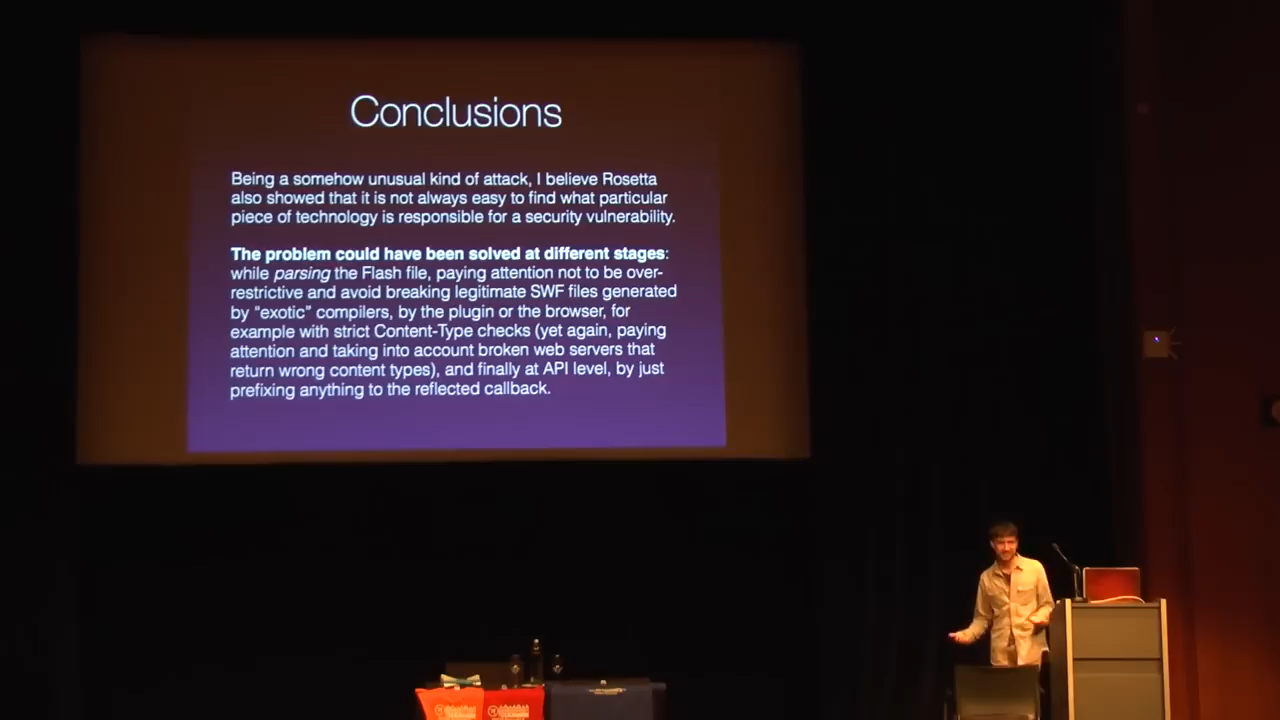 Conclusions
Being a somehow unusual kind of attack, I believe Rosetta
also showed that it is not always easy to find what particular
piece of technology is responsible for a security vulnerability.
The problem could have been solved at different stages:
while parsing the Flash file, paying attention not to be over-
restrictive and avoid breaking legitimate SWF files generated
by “exotic” compilers, by the plugin or the browser, for
example with strict Content-Type checks (yet again, paying
attention and taking into account broken web servers that
return wrong content types), and finally at API level, by just
prefixing anything to the reflected callback.